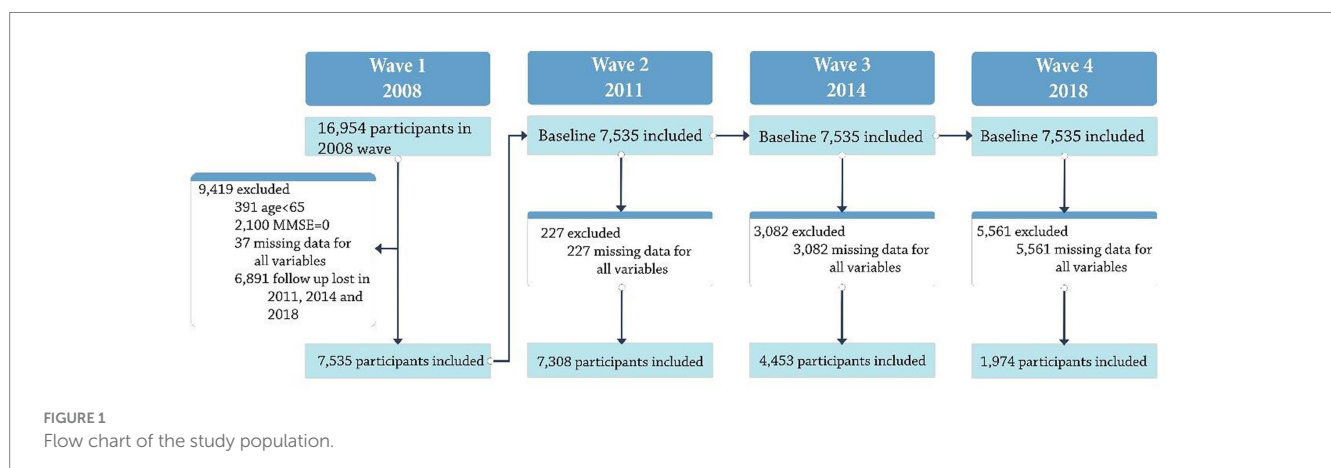 Wave 1
2008
16,954 participants in
2008 wave
9,419 excluded
391 age<65
2,100 MMSE=0
37 missing data for
all variables
6,891 follow up lost in
2011, 2014 and
2018
7,535 participants included
Wave 2
2011
Baseline 7,535 included
227 excluded
227 missing data for
all variables
7,308 participants included
Wave 3
2014
Baseline 7,535 included
3,082 excluded
3,082 missing data for
all variables
4,453 participants included
Wave 4
2018
Baseline 7,535 included
5,561 excluded
5,561 missing data for
all variables
1,974 participants included
FIGURE 1
Flow chart of the study population.